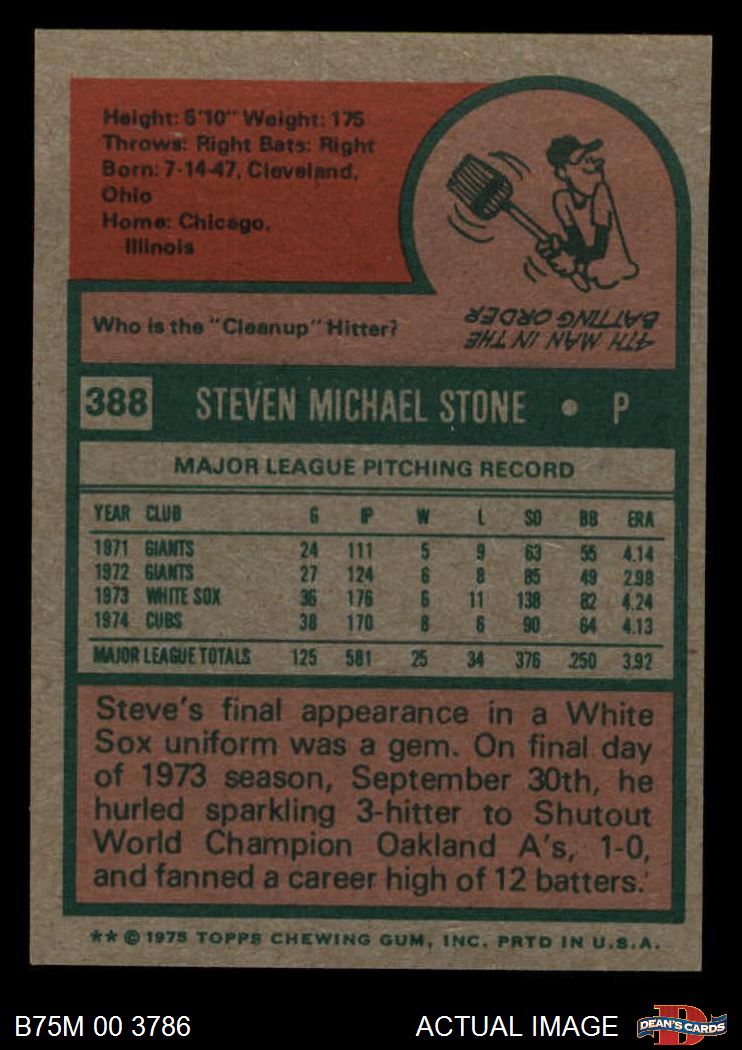 Height: 5'10" Weight: 175
Throws: Right Bats: Right
Born: 7-14-47, Cleveland,
Ohio
Home: Chicago,
Illinois
Who is the "Cleanup" Hitter?
4TH MAN IN THE
BATTING ORDER
388 STEVEN MICHAEL STONE • P
MAJOR LEAGUE PITCHING RECORD
YEAR CLUB G IP W L SO BB ERA
1971 GIANTS 24 111 5 9 63 55 4.14
1972 GIANTS 27 124 6 8 85 49 2.98
1973 WHITE SOX 36 176 6 11 138 82 4.24
1974 CUBS 38 170 8 6 90 64 4.13
MAJOR LEAGUE TOTALS 125 581 25 34 376 250 3.92
Steve's final appearance in a White
Sox uniform was a gem. On final day
of 1973 season, September 30th, he
hurled sparkling 3-hitter to Shutout
World Champion Oakland A's, 1-0,
and fanned a career high of 12 batters.
** © 1975 TOPPS CHEWING GUM, INC. PRTD IN U.S.A.
B75M 00 3786 ACTUAL IMAGE DEAN'S CARDS